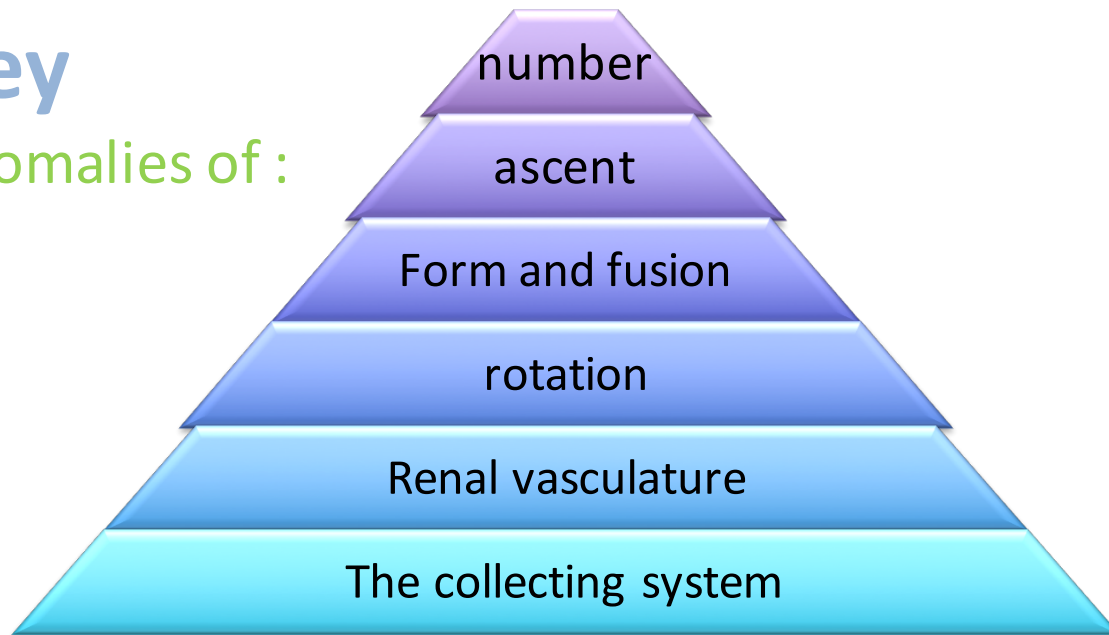 ey
omalies of :
number
ascent
Form and fusion
rotation
Renal vasculature
The collecting system